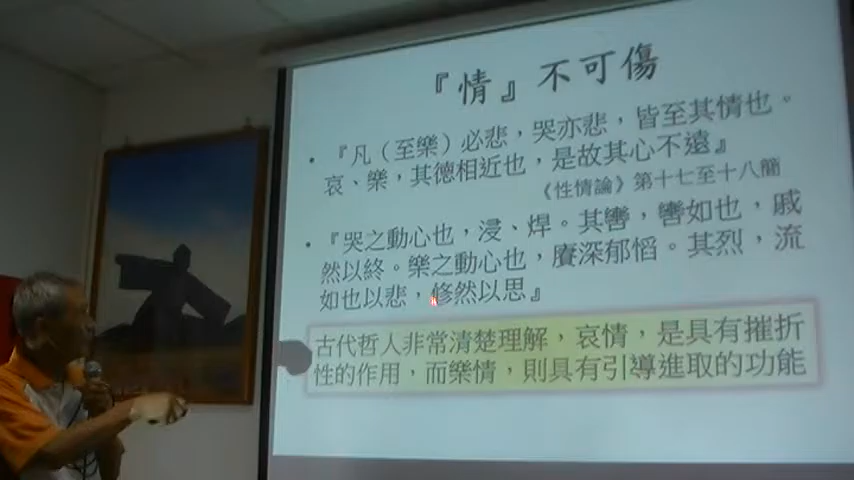 『情』不可傷
• 『凡(至樂)必悲，哭亦悲，皆至其情也。
哀、樂，其德相近也，是故其心不遠』
《性情論》第十七至十八簡
• 『哭之動心也，浸、焊。其轡，轡如也，戚
然以終。樂之動心也，賡深郁慆。其烈，流
如也以悲，修然以思』
古代哲人非常清楚理解，哀情，是具有摧折
性的作用，而樂情，則具有引導進取的功能